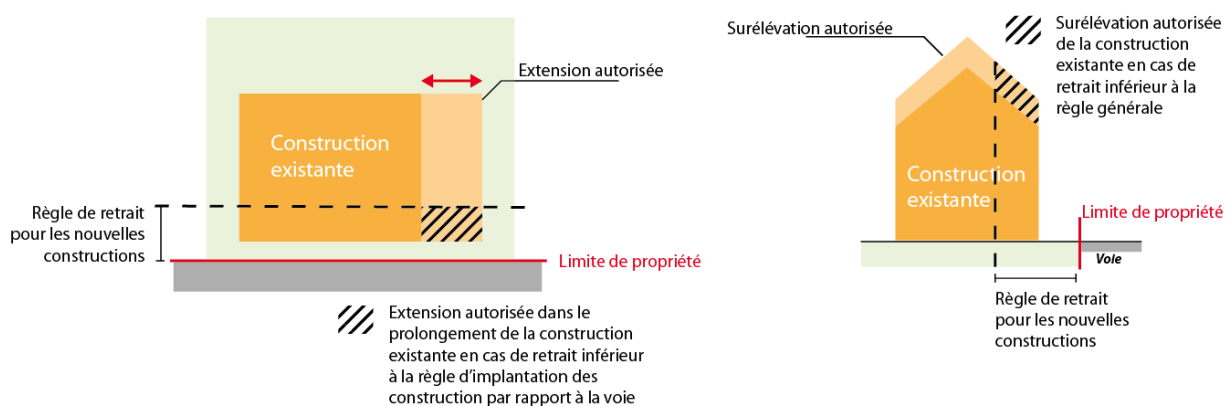 Extension autorisée
Construction
existante
Règle de retrait
pour les nouvelles
constructions
Limite de propriété
Extension autorisée dans le
prolongement de la construction
existante en cas de retrait inférieur
à la règle d'implantation des
construction par rapport à la voie
Surélévation autorisée
Surélévation autorisée
de la construction
existante en cas de
retrait inférieur à la
règle générale
Construction
existante
Limite de propriété
Voie
Règle de retrait
pour les nouvelles
constructions